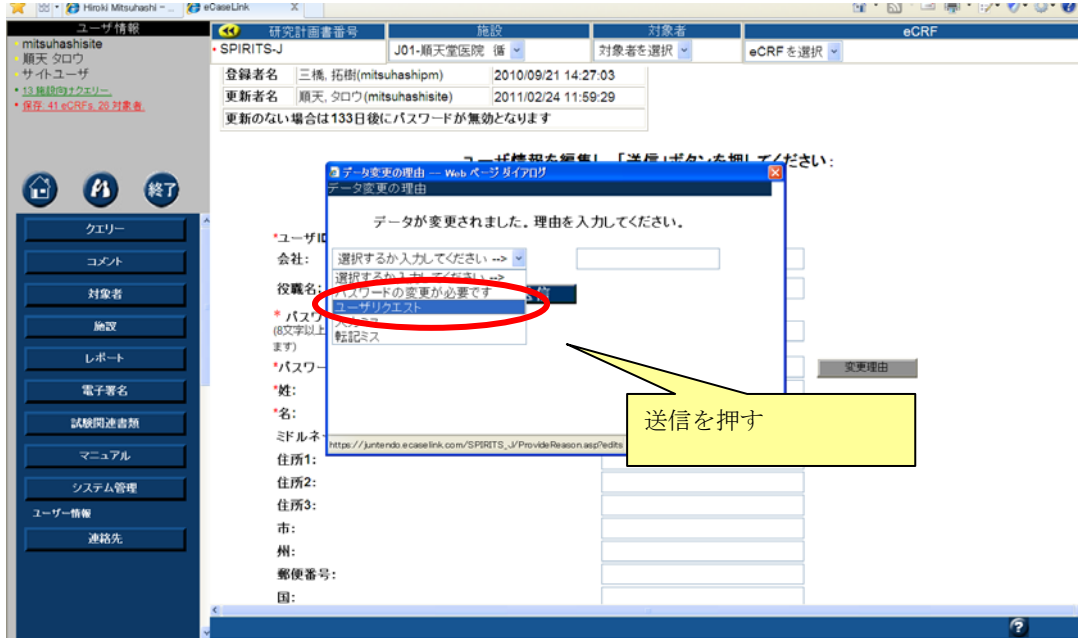 Hiroki Mitsuhashi - ...
eCaseLink
X
ユーザ情報
mitsuhashisite
順天 タロウ
サイトユーザ
13 施設向けクエリー.
保存: 41 eCRFs, 26 対象者.
終了
クエリー
コメント
対象者
施設
レポート
電子署名
試験関連書類
マニュアル
システム管理
ユーザー情報
連絡先
研究計画書番号
施設
対象者
eCRF
SPIRITS-J
J01-順天堂医院 循
対象者を選択
eCRF を選択
登録者名 三橋, 拓樹(mitsuhashipm) 2010/09/21 14:27:03
更新者名 順天, タロウ(mitsuhashisite) 2011/02/24 11:59:29
更新のない場合は133日後にパスワードが無効となります
ユーザ情報を編集し、「送信」ボタンを押してください:
データ変更の理由 -- Web ページ ダイアログ
データ変更の理由
データが変更されました。理由を入力してください。
選択するか入力してください -->
選択するか入力してください -->
パスワードの変更が必要です
ユーザリクエスト
入力ミス
転記ミス
https://juntendo.ecaselink.com/SPIRITS_J/ProvideReason.asp?edits
送信を押す
*ユーザID
会社:
役職名:
* パスワ
(8文字以上
ます)
*パスワー
変更理由
*姓:
*名:
ミドルネー
住所1:
住所2:
住所3:
市:
州:
郵便番号:
国: